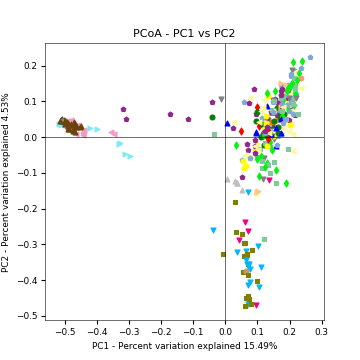 PCoA - PC1 vs PC2
PC2 - Percent variation explained 4.53%
0.2
0.1
0.0
−0.1
−0.2
−0.3
−0.4
−0.5
−0.5 −0.4 −0.3 −0.2 −0.1 0.0 0.1 0.2 0.3
PC1 - Percent variation explained 15.49%